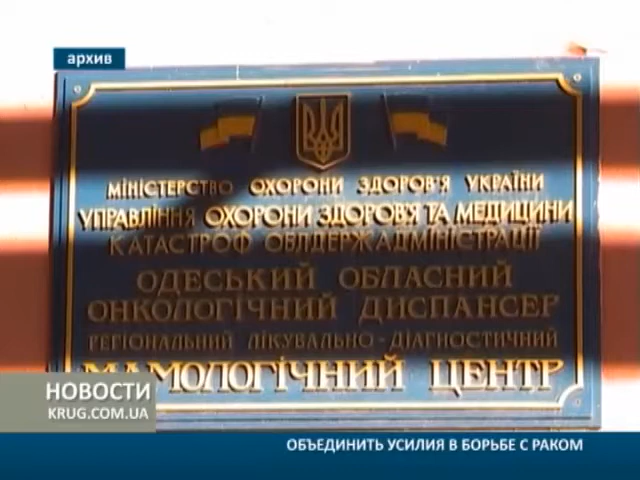 архив
МІНІСТЕРСТВО ОХОРОНИ ЗДОРОВ'Я УКРАЇНИ
УПРАВЛІННЯ ОХОРОНИ ЗДОРОВ'Я ТА МЕДИЦИНИ
КАТАСТРОФ ОБЛДЕРЖАДМІНІСТРАЦІЇ
ОДЕСЬКИЙ ОБЛАСНИЙ
ОНКОЛОГІЧНИЙ ДИСПАНСЕР
РЕГІОНАЛЬНИЙ ЛІКУВАЛЬНО-ДІАГНОСТИЧНИЙ
МАМОЛОГІЧНИЙ ЦЕНТР
НОВОСТИ
KRUG.COM.UA
ОБЪЕДИНИТЬ УСИЛИЯ В БОРЬБЕ С РАКОМ